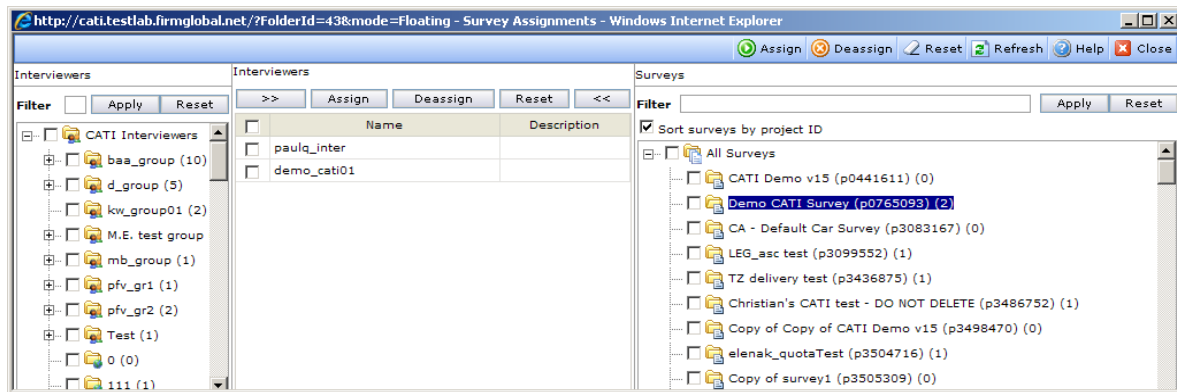 http://cati.testlab.firmglobal.net/?FolderId=43&mode=Floating - Survey Assignments - Windows Internet Explorer
Assign Deassign Reset Refresh Help Close
Interviewers
Filter Apply Reset
CATI Interviewers
baa_group (10)
d_group (5)
kw_group01 (2)
M.E. test group
mb_group (1)
pfv_gr1 (1)
pfv_gr2 (2)
Test (1)
0 (0)
111 (1)
Interviewers
>> Assign Deassign Reset <<
Name Description
paulq_inter
demo_cati01
Surveys
Filter Apply Reset
Sort surveys by project ID
All Surveys
CATI Demo v15 (p0441611) (0)
Demo CATI Survey (p0765093) (2)
CA - Default Car Survey (p3083167) (0)
LEG_asc test (p3099552) (1)
TZ delivery test (p3436875) (1)
Christian's CATI test - DO NOT DELETE (p3486752) (1)
Copy of Copy of CATI Demo v15 (p3498470) (0)
elenak_quotaTest (p3504716) (1)
Copy of survey1 (p3505309) (0)